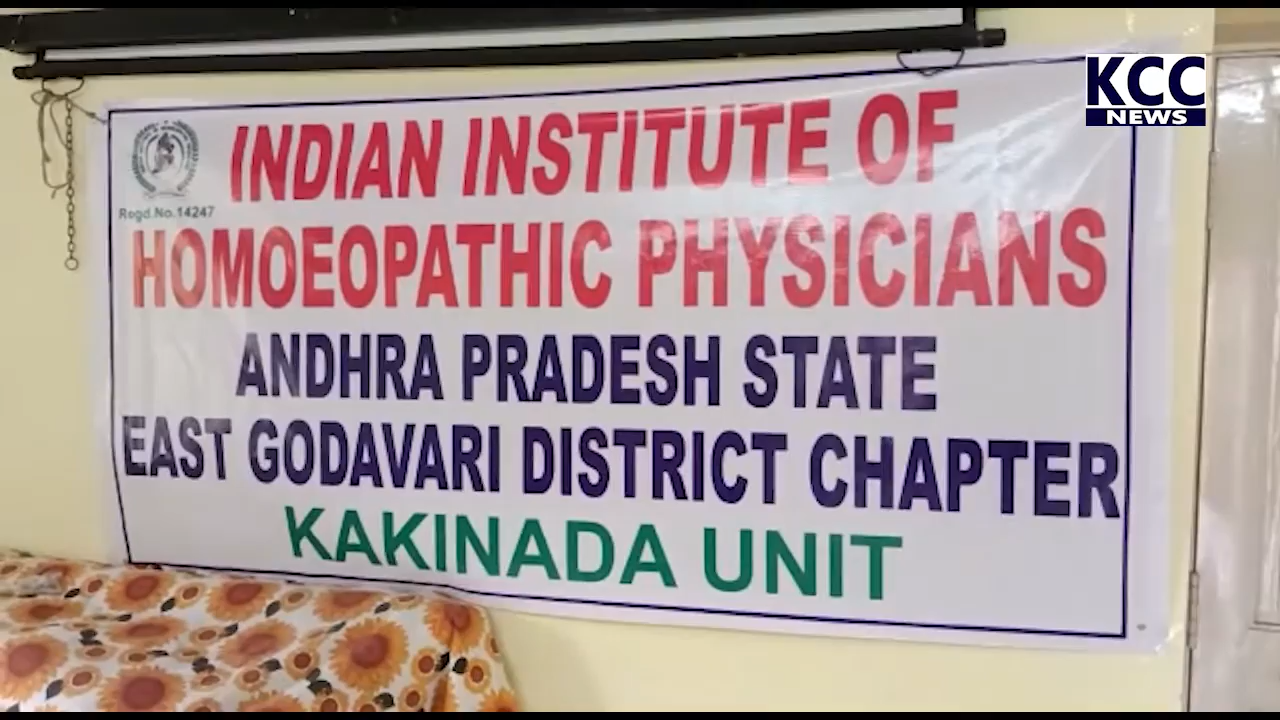 KCC
NEWS
INDIAN INSTITUTE OF
Regd.No.14247
HOMOEOPATHIC PHYSICIANS
ANDHRA PRADESH STATE
EAST GODAVARI DISTRICT CHAPTER
KAKINADA UNIT